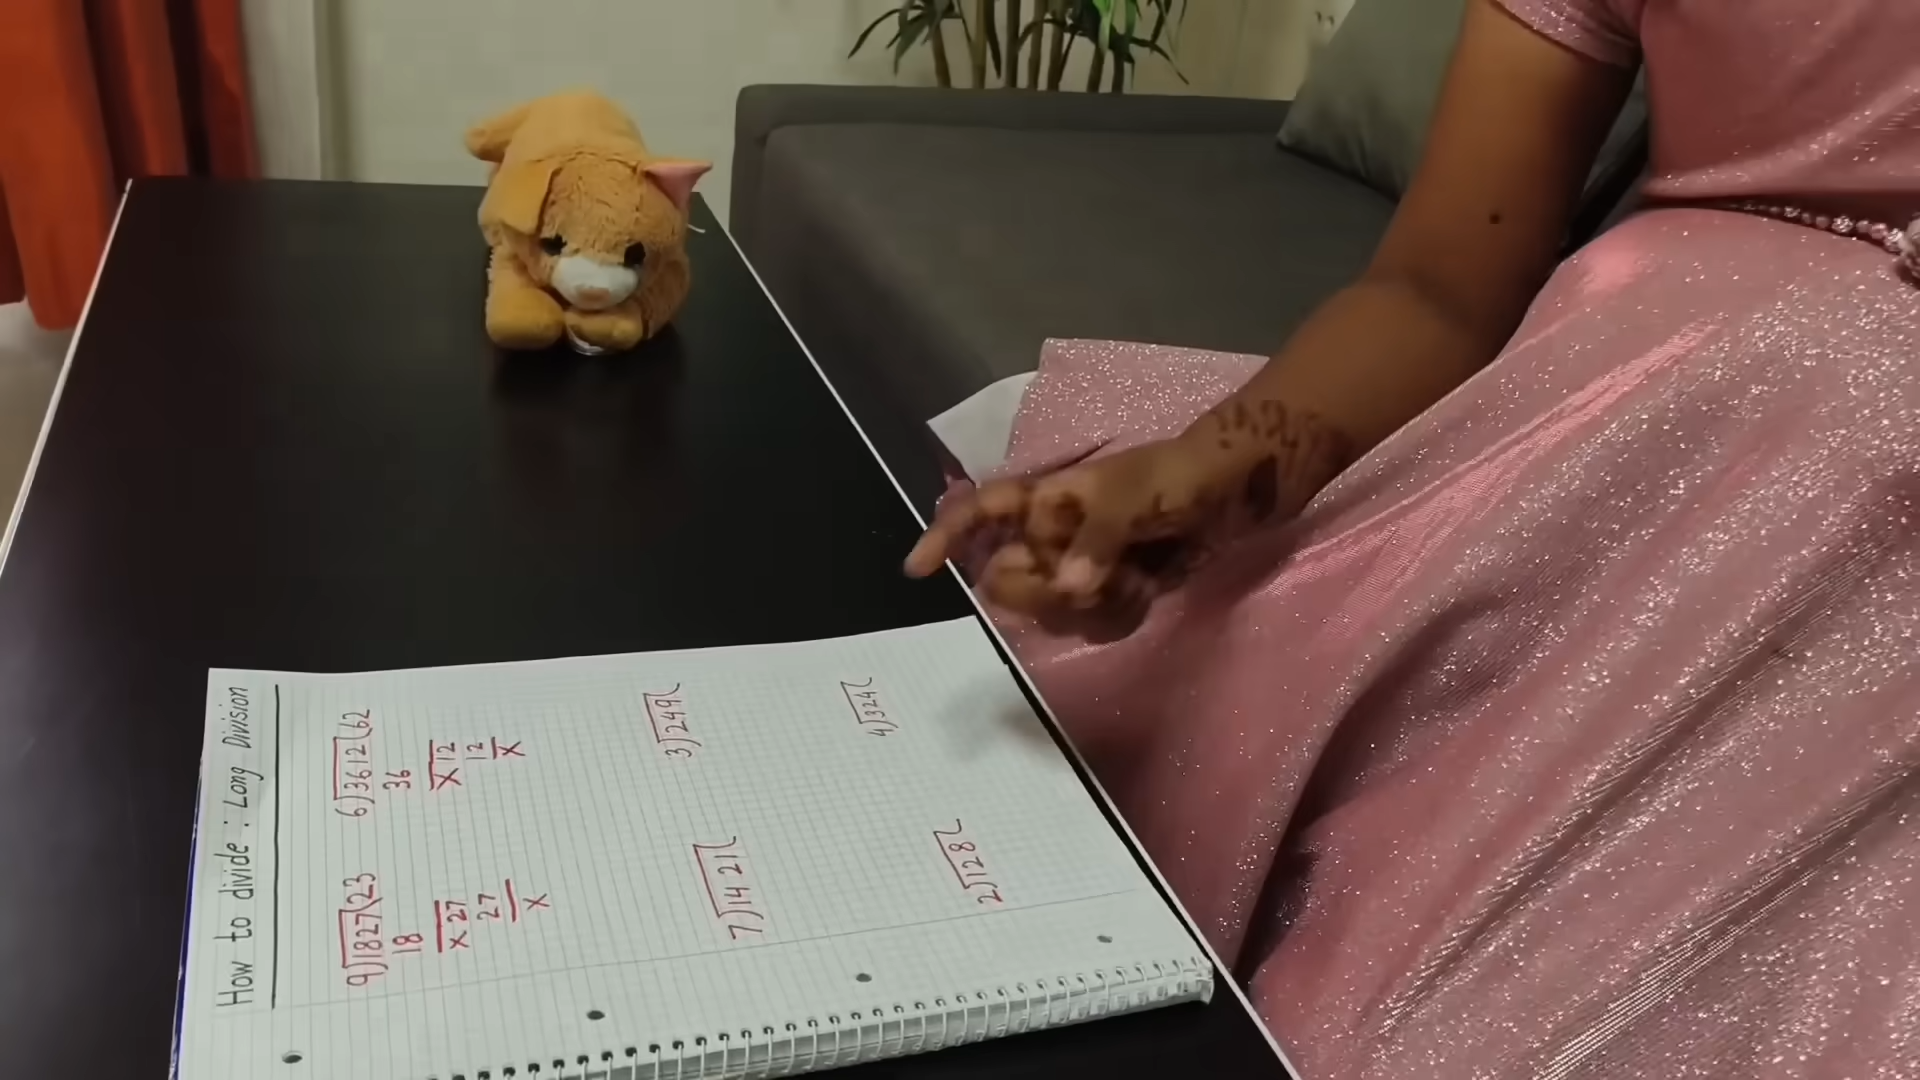 How to divide : Long Division
9)1827(23
18
x 27
27
x
6)3612(62
36
x 12
12
x
7)1421(
3)249(
2)128(
4)324(